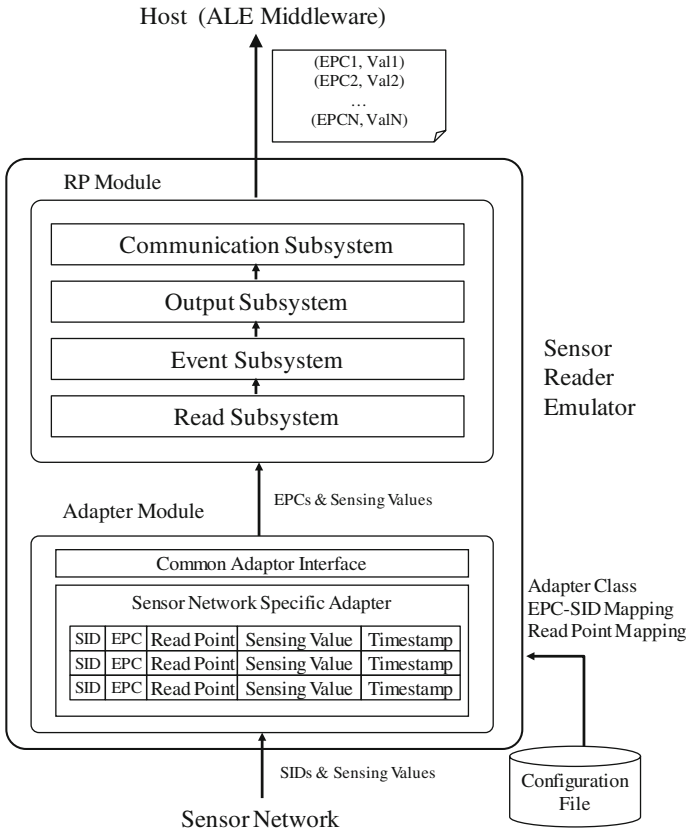 Host (ALE Middleware)
(EPC1, Val1)
(EPC2, Val2)
…
(EPCN, ValN)
RP Module
Communication Subsystem
Output Subsystem
Event Subsystem
Read Subsystem
Sensor
Reader
Emulator
EPCs & Sensing Values
Adapter Module
Common Adaptor Interface
Sensor Network Specific Adapter
SID EPC Read Point Sensing Value Timestamp
SID EPC Read Point Sensing Value Timestamp
SID EPC Read Point Sensing Value Timestamp
Adapter Class
EPC-SID Mapping
Read Point Mapping
SIDs & Sensing Values
Sensor Network
Configuration
File